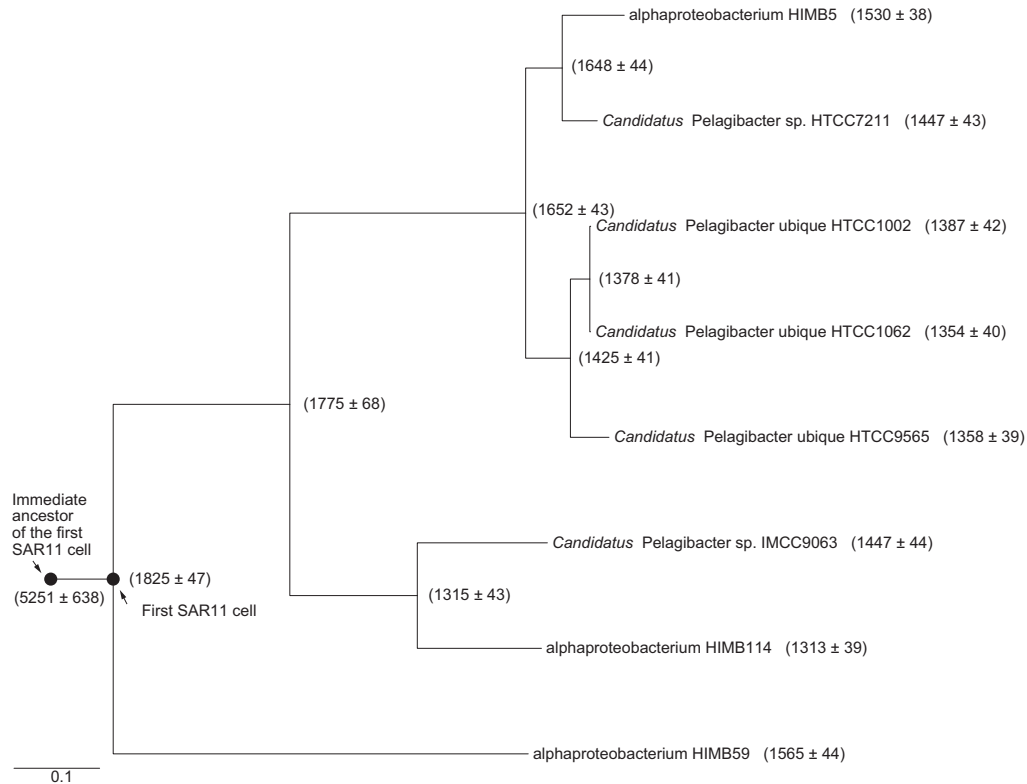 alphaproteobacterium HIMB5 (1530 ± 38)
(1648 ± 44)
Candidatus Pelagibacter sp. HTCC7211 (1447 ± 43)
(1652 ± 43)
Candidatus Pelagibacter ubique HTCC1002 (1387 ± 42)
(1378 ± 41)
Candidatus Pelagibacter ubique HTCC1062 (1354 ± 40)
(1425 ± 41)
(1775 ± 68)
Candidatus Pelagibacter ubique HTCC9565 (1358 ± 39)
Immediate
ancestor
of the first
SAR11 cell
Candidatus Pelagibacter sp. IMCC9063 (1447 ± 44)
(1825 ± 47)
(5251 ± 638)
First SAR11 cell
(1315 ± 43)
alphaproteobacterium HIMB114 (1313 ± 39)
alphaproteobacterium HIMB59 (1565 ± 44)
0.1